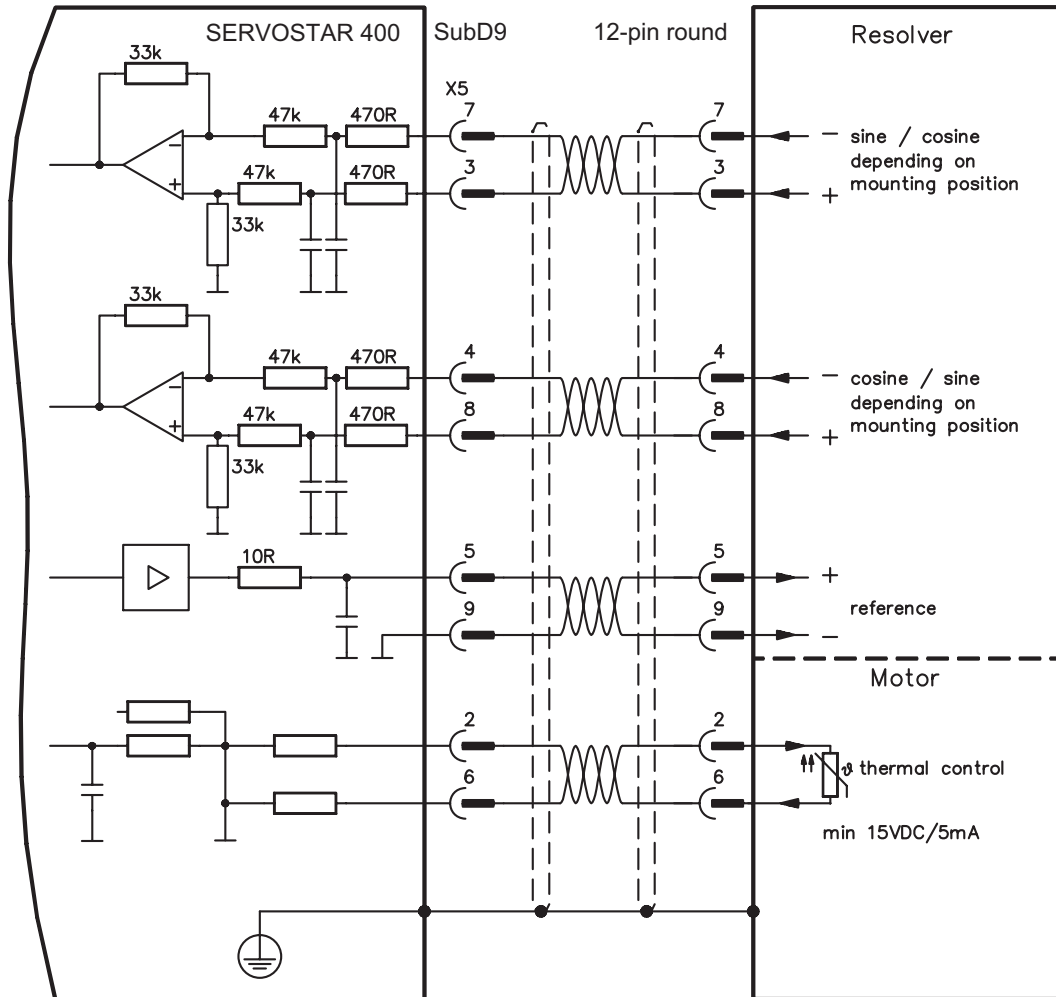 SERVOSTAR 400
SubD9
12-pin round
Resolver
33k
X5
47k
470R
7
7
− sine / cosine
depending on
mounting position
−
+
47k
470R
3
3
+
33k
33k
47k
470R
4
4
− cosine / sine
depending on
mounting position
−
+
47k
470R
8
8
+
33k
10R
5
5
+
reference
9
9
−
Motor
2
2
ϑ thermal control
6
6
min 15VDC/5mA